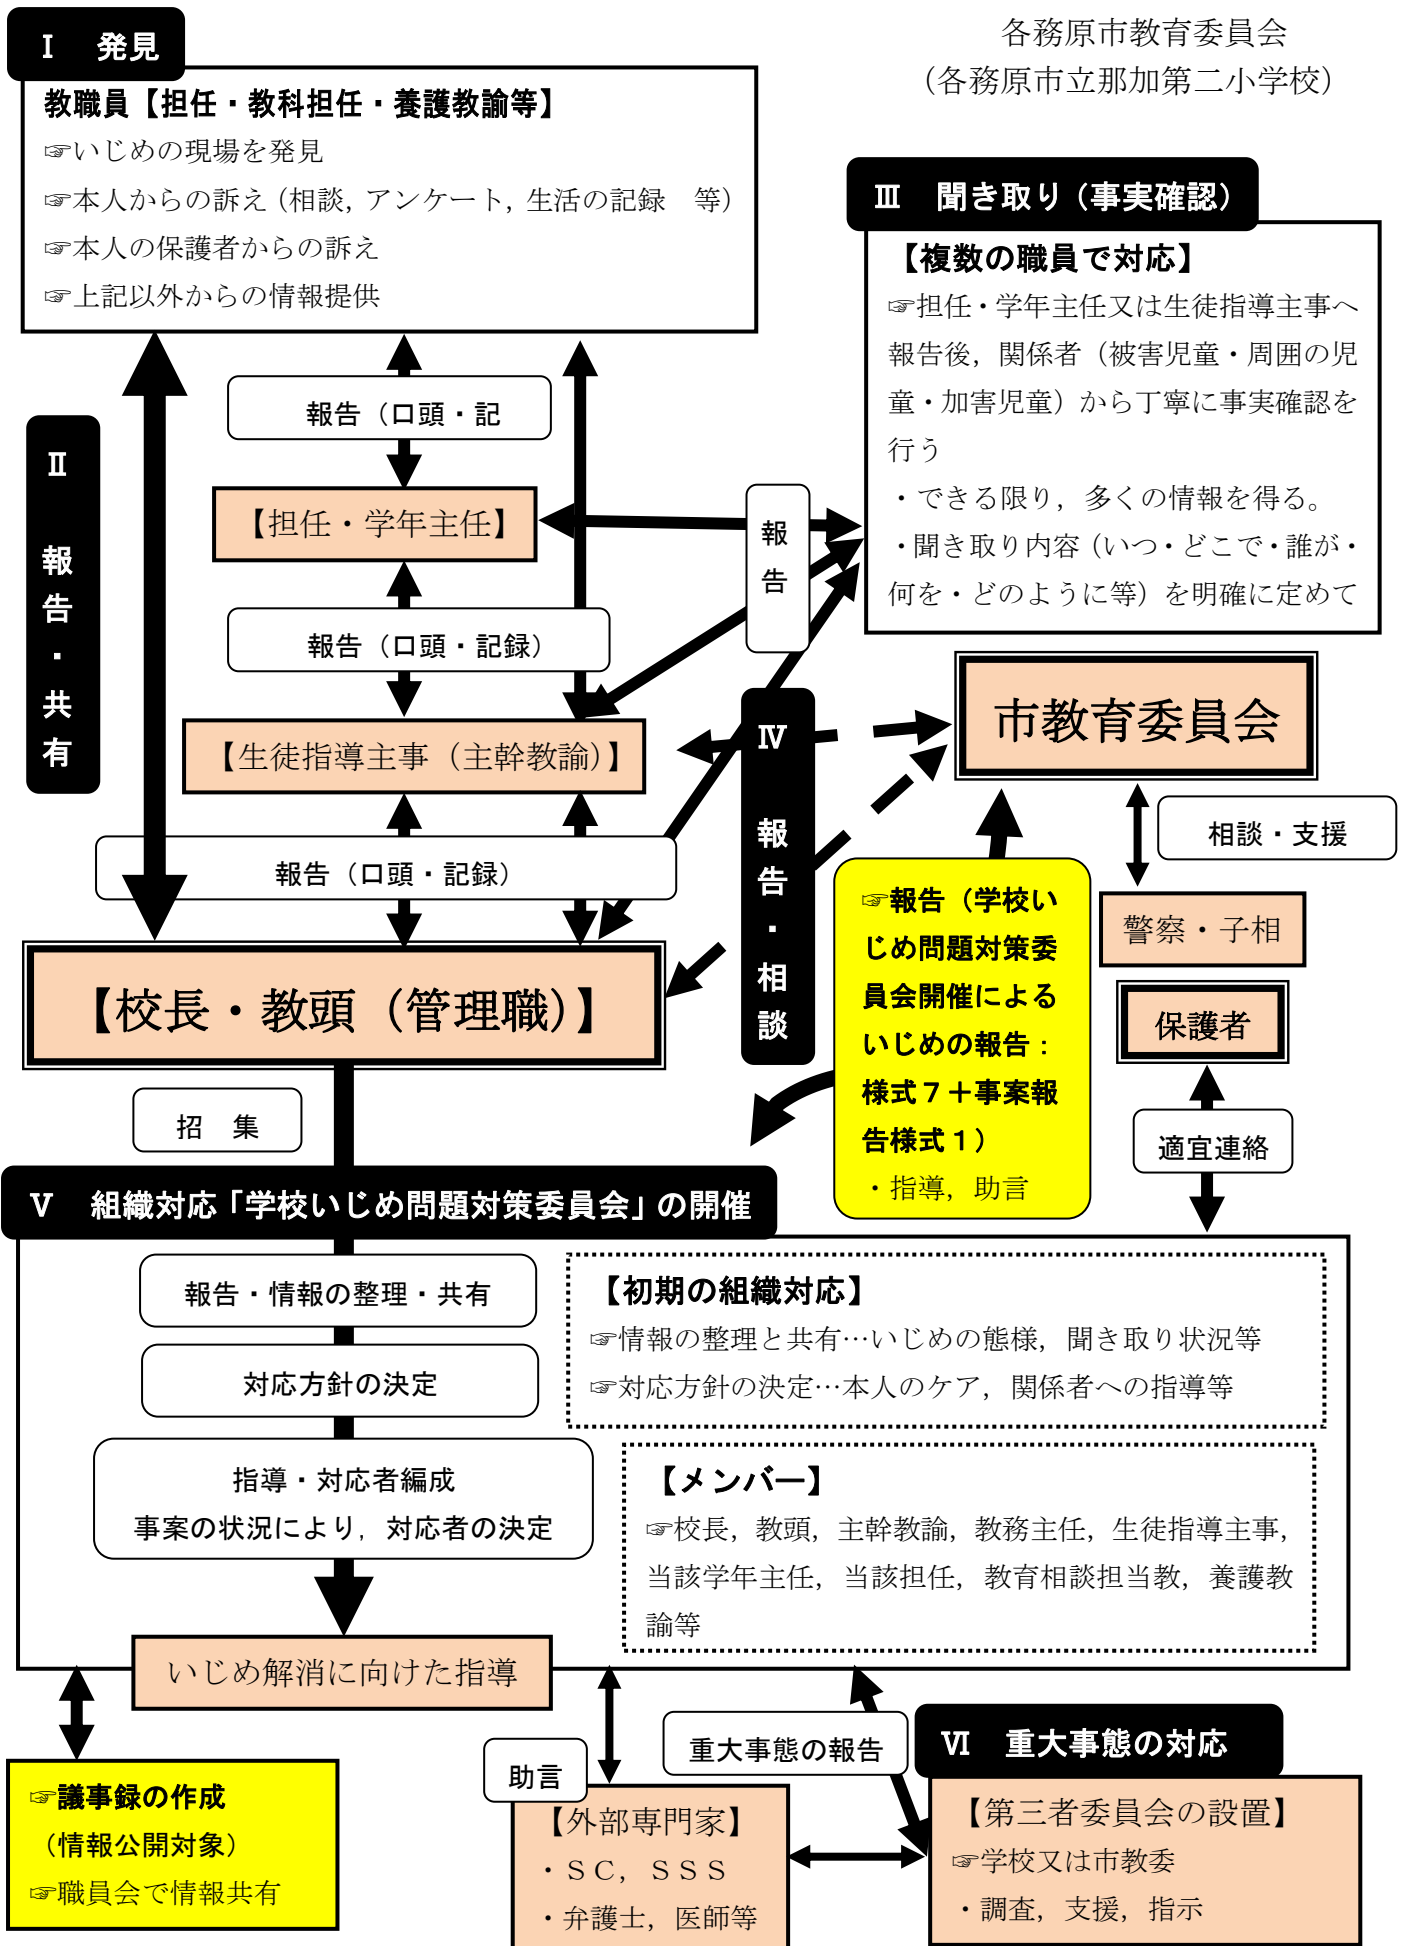 各務原市教育委員会
（各務原市立那加第二小学校）
Ⅰ　発見
教職員【担任・教科担任・養護教諭等】
☞いじめの現場を発見
☞本人からの訴え（相談，アンケート，生活の記録　等）
☞本人の保護者からの訴え
☞上記以外からの情報提供
Ⅱ　報告・共有
報告（口頭・記
【担任・学年主任】
報告（口頭・記録）
【生徒指導主事（主幹教諭）】
報告（口頭・記録）
【校長・教頭（管理職）】
報告
Ⅲ　聞き取り（事実確認）
【複数の職員で対応】
☞担任・学年主任又は生徒指導主事へ
報告後，関係者（被害児童・周囲の児
童・加害児童）から丁寧に事実確認を
行う
・できる限り，多くの情報を得る。
・聞き取り内容（いつ・どこで・誰が・
何を・どのように等）を明確に定めて
Ⅳ　報告・相談
市教育委員会
相談・支援
警察・子相
保護者
適宜連絡
☞報告（学校い
じめ問題対策委
員会開催による
いじめの報告：
様式７＋事案報
告様式１）
・指導，助言
招　集
Ⅴ　組織対応「学校いじめ問題対策委員会」の開催
報告・情報の整理・共有
対応方針の決定
指導・対応者編成
事案の状況により，対応者の決定
いじめ解消に向けた指導
【初期の組織対応】
☞情報の整理と共有…いじめの態様，聞き取り状況等
☞対応方針の決定…本人のケア，関係者への指導等
【メンバー】
☞校長，教頭，主幹教諭，教務主任，生徒指導主事，
当該学年主任，当該担任，教育相談担当教，養護教
諭等
☞議事録の作成
（情報公開対象）
☞職員会で情報共有
助言
【外部専門家】
・ＳＣ，ＳＳＳ
・弁護士，医師等
重大事態の報告
Ⅵ　重大事態の対応
【第三者委員会の設置】
☞学校又は市教委
・調査，支援，指示